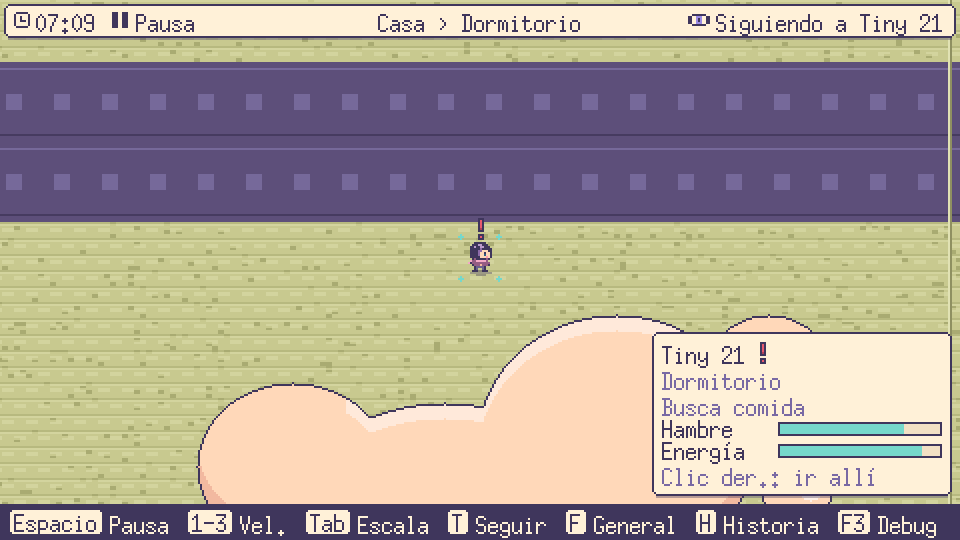 07:09 Pausa Casa > Dormitorio Siguiendo a Tiny 21
Tiny 21 !
Dormitorio
Busca comida
Hambre
Energía
Clic der.: ir allí
Espacio Pausa 1-3 Vel. Tab Escala T Seguir F General H Historia F3 Debug